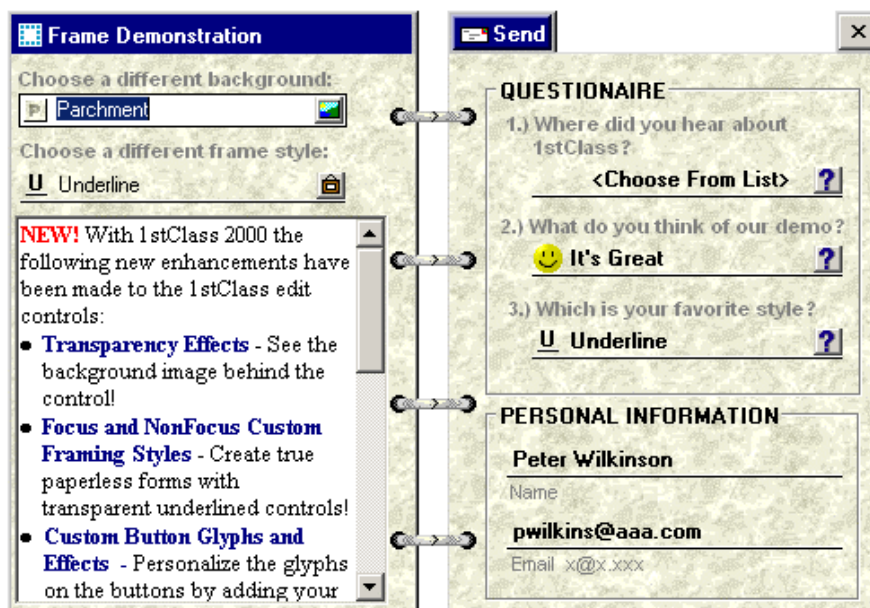 Frame Demonstration
Choose a different background:
P Parchment
Choose a different frame style:
U Underline
NEW! With 1stClass 2000 the
following new enhancements have
been made to the 1stClass edit
controls:
• Transparency Effects - See the
background image behind the
control!
• Focus and NonFocus Custom
Framing Styles - Create true
paperless forms with
transparent underlined controls!
• Custom Button Glyphs and
Effects - Personalize the glyphs
on the buttons by adding your
Send
QUESTIONAIRE
1.) Where did you hear about
1stClass?
<Choose From List> ?
2.) What do you think of our demo?
It's Great ?
3.) Which is your favorite style?
U Underline ?
PERSONAL INFORMATION
Peter Wilkinson
Name
pwilkins@aaa.com
Email x@x.xxx